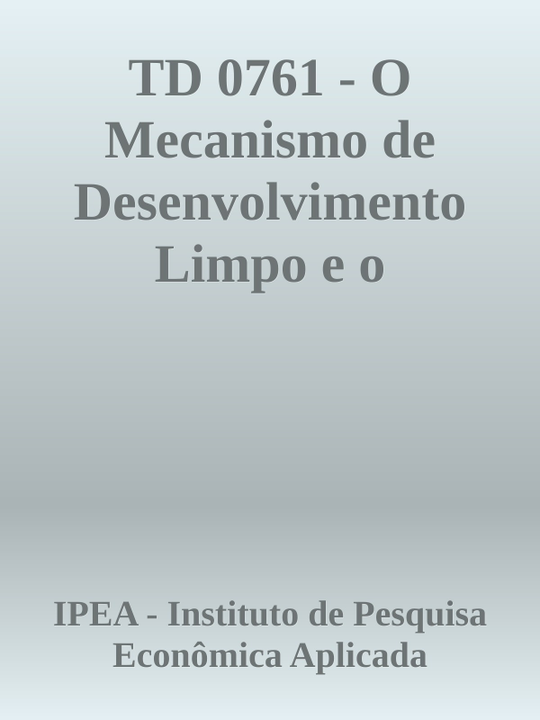 TD 0761 - O
Mecanismo de
Desenvolvimento
Limpo e o
IPEA - Instituto de Pesquisa
Econômica Aplicada